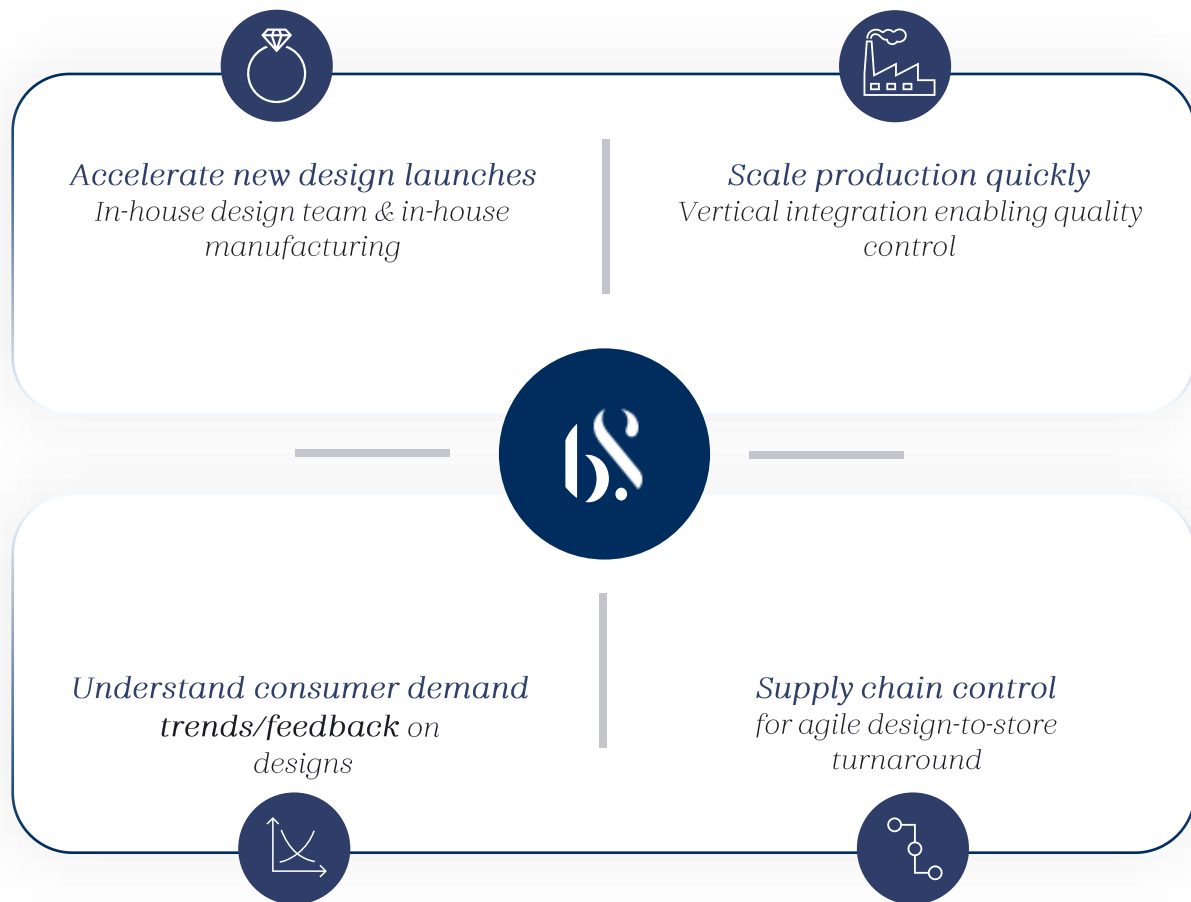 Accelerate new design launches
In-house design team & in-house
manufacturing
Scale production quickly
Vertical integration enabling quality
control
bS.
Understand consumer demand
trends/feedback on
designs
Supply chain control
for agile design-to-store
turnaround